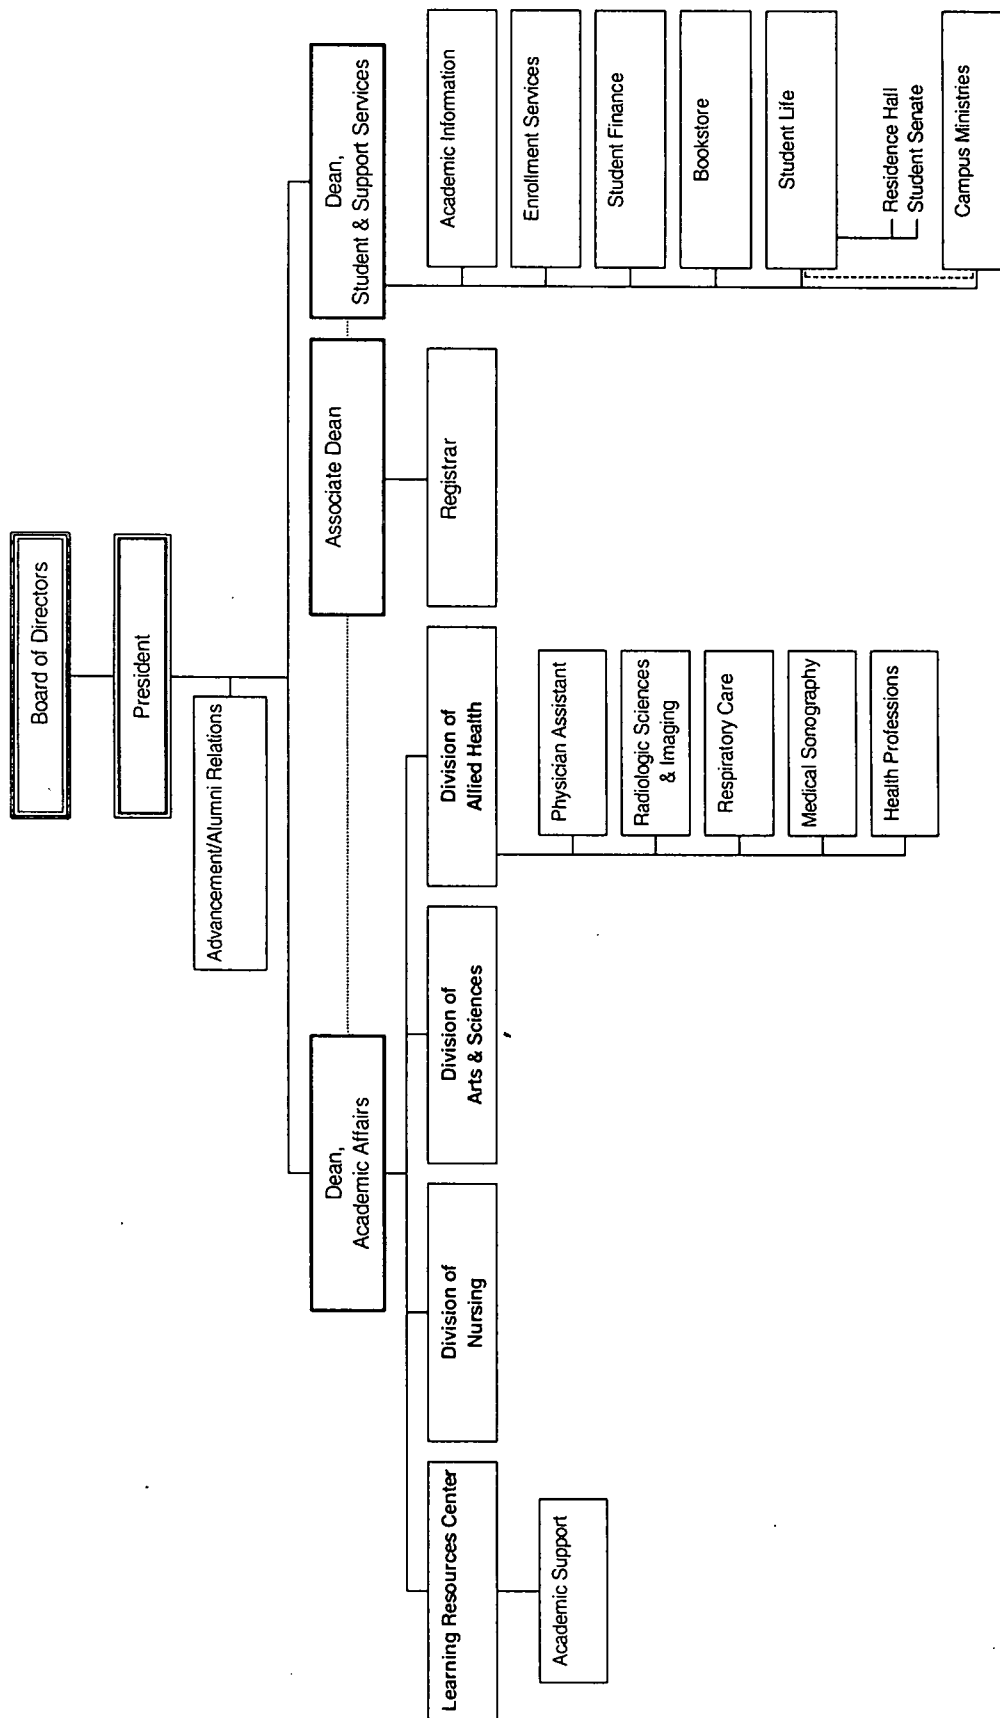 Board of Directors
President
Advancement/Alumni Relations
Dean,
Academic Affairs
Associate Dean
Dean,
Student & Support Services
Learning Resources Center
Division of
Nursing
Division of
Arts & Sciences
Division of
Allied Health
Registrar
Academic Support
Physician Assistant
Radiologic Sciences
& Imaging
Respiratory Care
Medical Sonography
Health Professions
Academic Information
Enrollment Services
Student Finance
Bookstore
Student Life
Residence Hall
Student Senate
Campus Ministries